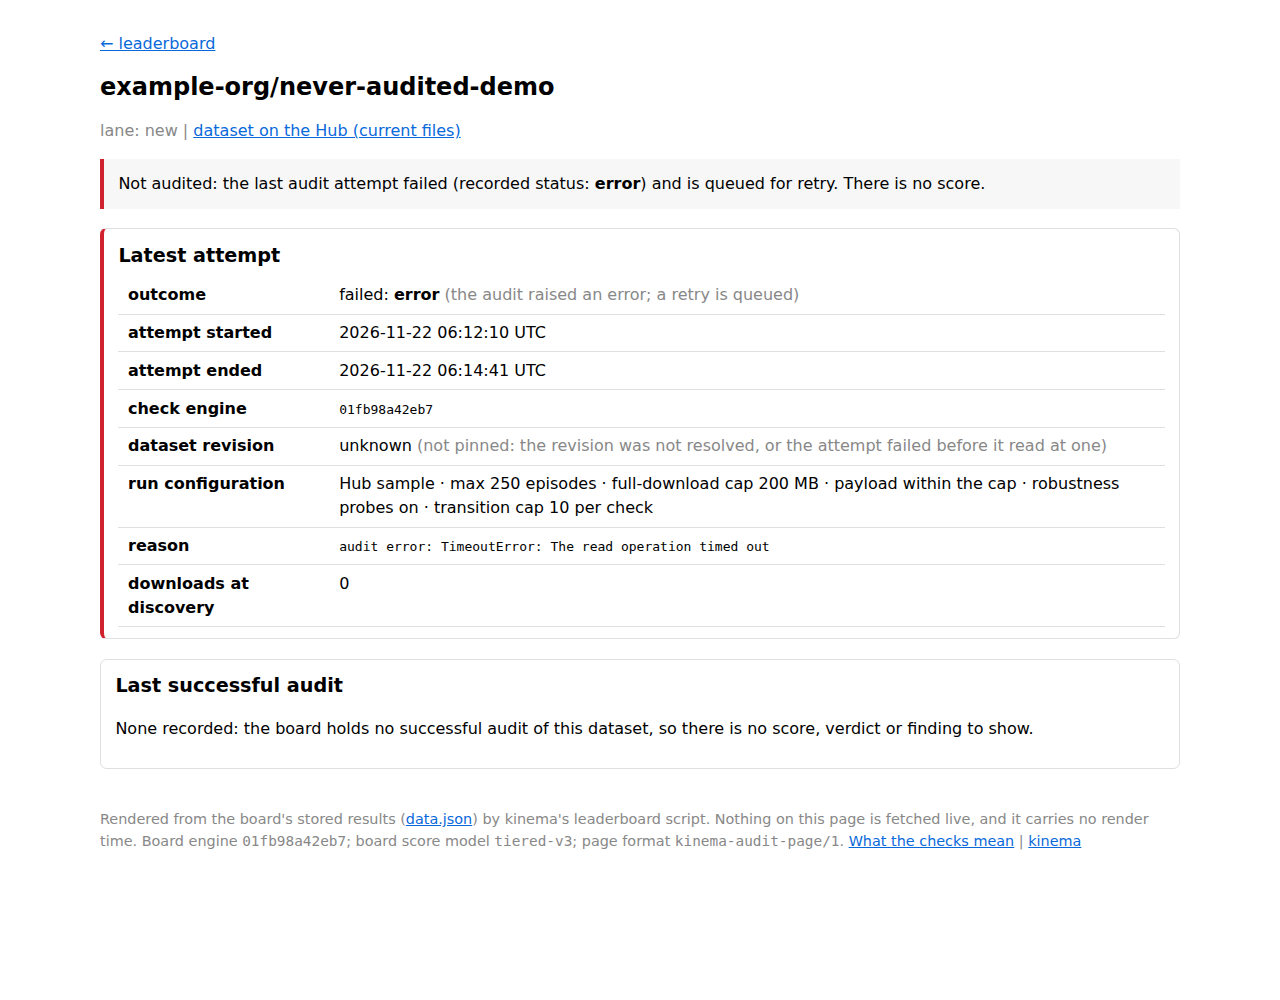 ← leaderboard
example-org/never-audited-demo
lane: new | dataset on the Hub (current files)
Not audited: the last audit attempt failed (recorded status: error) and is queued for retry. There is no score.
Latest attempt
outcome failed: error (the audit raised an error; a retry is queued)
attempt started 2026-11-22 06:12:10 UTC
attempt ended 2026-11-22 06:14:41 UTC
check engine 01fb98a42eb7
dataset revision unknown (not pinned: the revision was not resolved, or the attempt failed before it read at one)
run configuration Hub sample · max 250 episodes · full-download cap 200 MB · payload within the cap · robustness
probes on · transition cap 10 per check
reason audit error: TimeoutError: The read operation timed out
downloads at 0
discovery
Last successful audit
None recorded: the board holds no successful audit of this dataset, so there is no score, verdict or finding to show.
Rendered from the board's stored results (data.json) by kinema's leaderboard script. Nothing on this page is fetched live, and it carries no render
time. Board engine 01fb98a42eb7; board score model tiered-v3; page format kinema-audit-page/1. What the checks mean | kinema